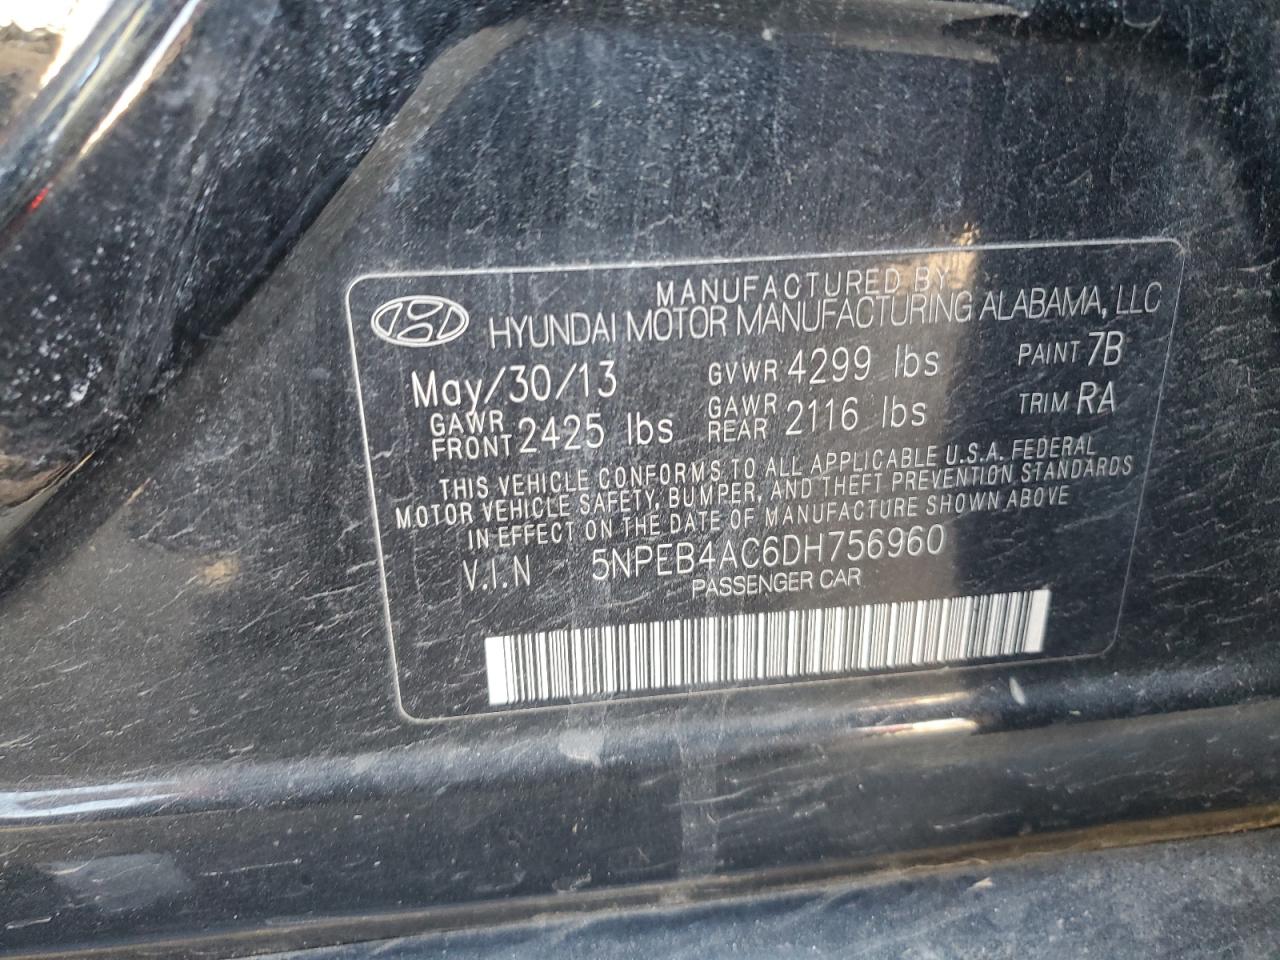 MANUFACTURED BY
HYUNDAI MOTOR MANUFACTURING ALABAMA, LLC
May/30/13 GVWR 4299 lbs PAINT 7B
GAWR FRONT 2425 lbs GAWR REAR 2116 lbs TRIM RA
THIS VEHICLE CONFORMS TO ALL APPLICABLE U.S.A. FEDERAL
MOTOR VEHICLE SAFETY, BUMPER, AND THEFT PREVENTION STANDARDS
IN EFFECT ON THE DATE OF MANUFACTURE SHOWN ABOVE
V.I.N 5NPEB4AC6DH756960
PASSENGER CAR